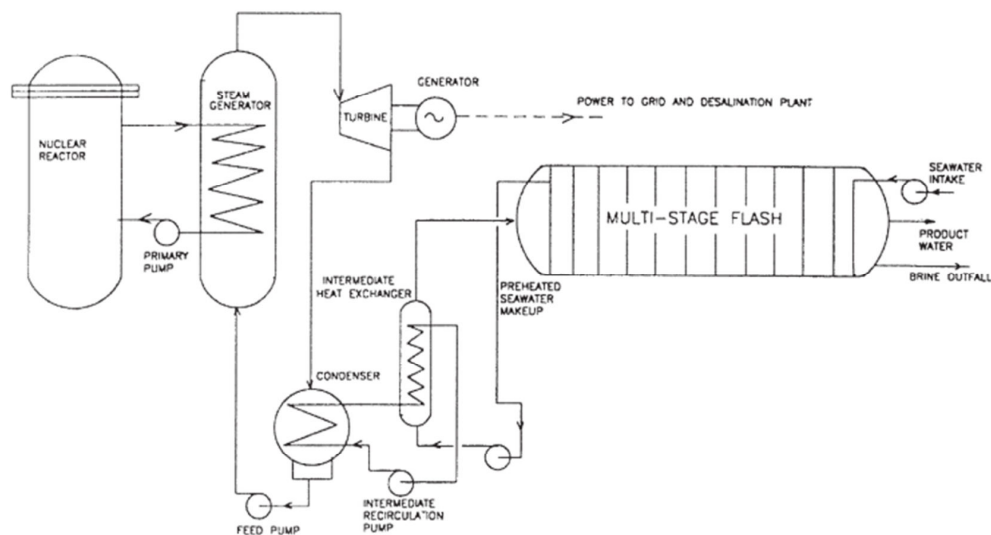 GENERATOR
STEAM
GENERATOR
TURBINE
POWER TO GRID AND DESALINATION PLANT
NUCLEAR
REACTOR
SEAWATER
INTAKE
MULTI-STAGE FLASH
PRODUCT
WATER
PRIMARY
PUMP
INTERMEDIATE
HEAT EXCHANGER
PREHEATED
SEAWATER
MAKEUP
BRINE OUTFALL
CONDENSER
FEED PUMP
INTERMEDIATE
RECIRCULATION
PUMP